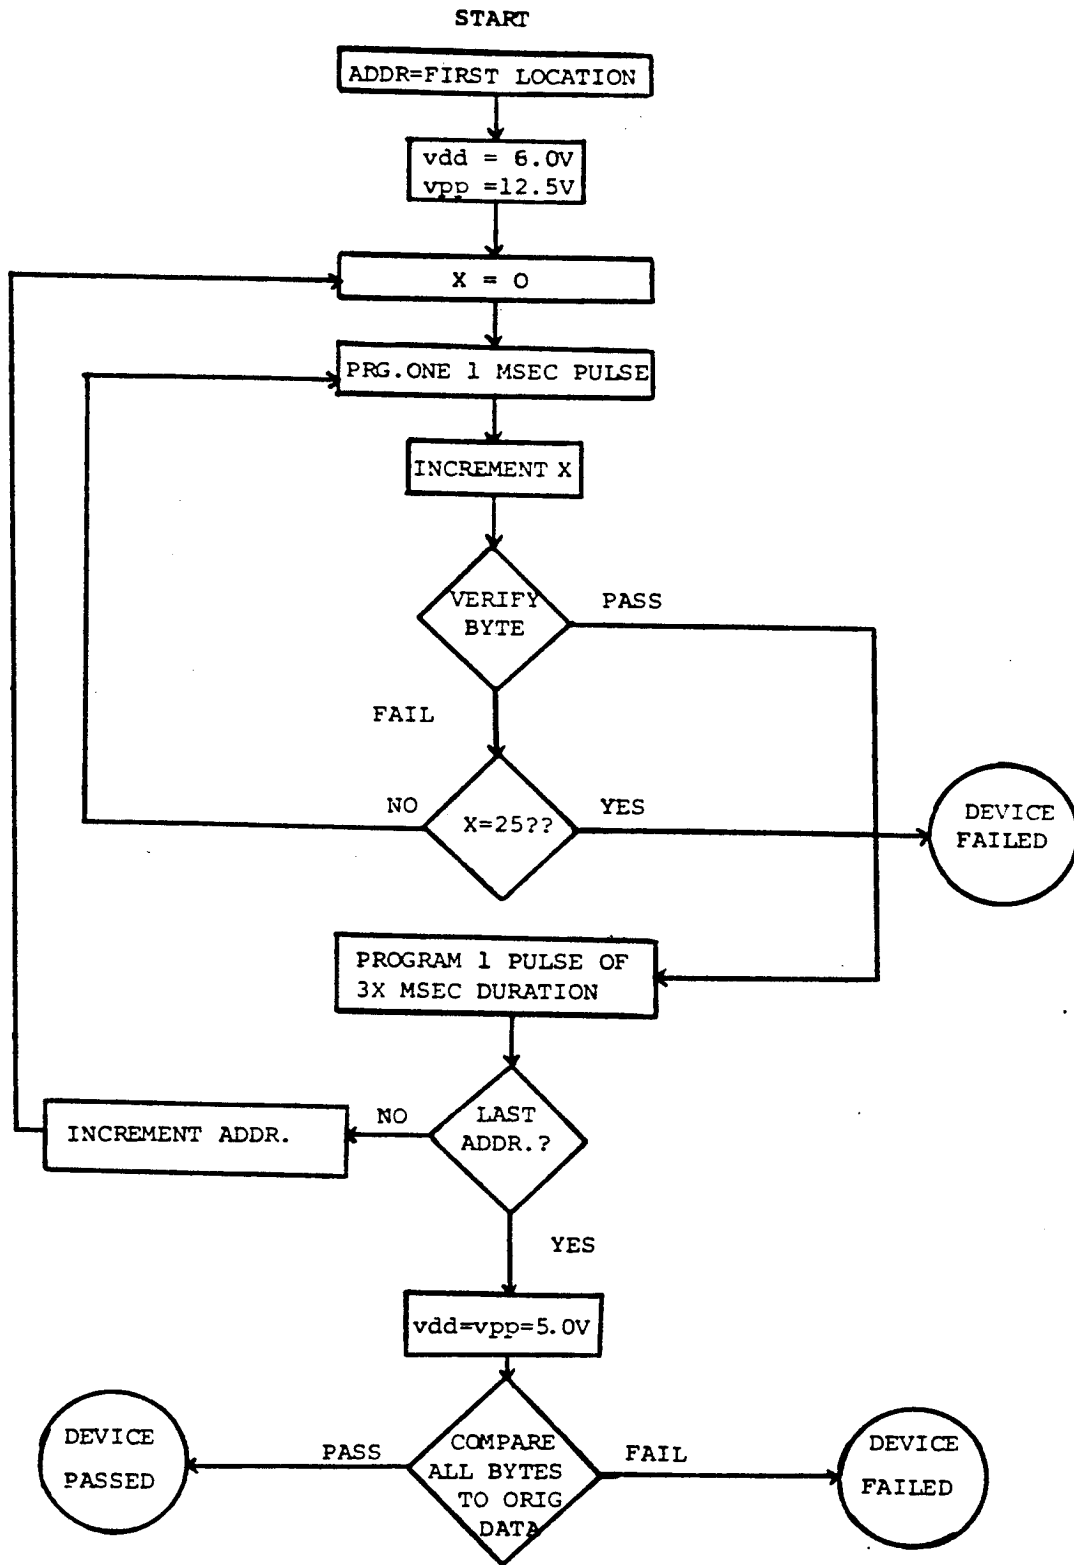 START
ADDR=FIRST LOCATION
vdd = 6.0V
vpp =12.5V
X = 0
PRG.ONE 1 MSEC PULSE
INCREMENT X
VERIFY
BYTE
PASS
FAIL
NO
X=25??
YES
DEVICE
FAILED
PROGRAM 1 PULSE OF
3X MSEC DURATION
INCREMENT ADDR.
NO
LAST
ADDR.?
YES
vdd=vpp=5.0V
DEVICE
PASSED
PASS
COMPARE
ALL BYTES
TO ORIG
DATA
FAIL
DEVICE
FAILED